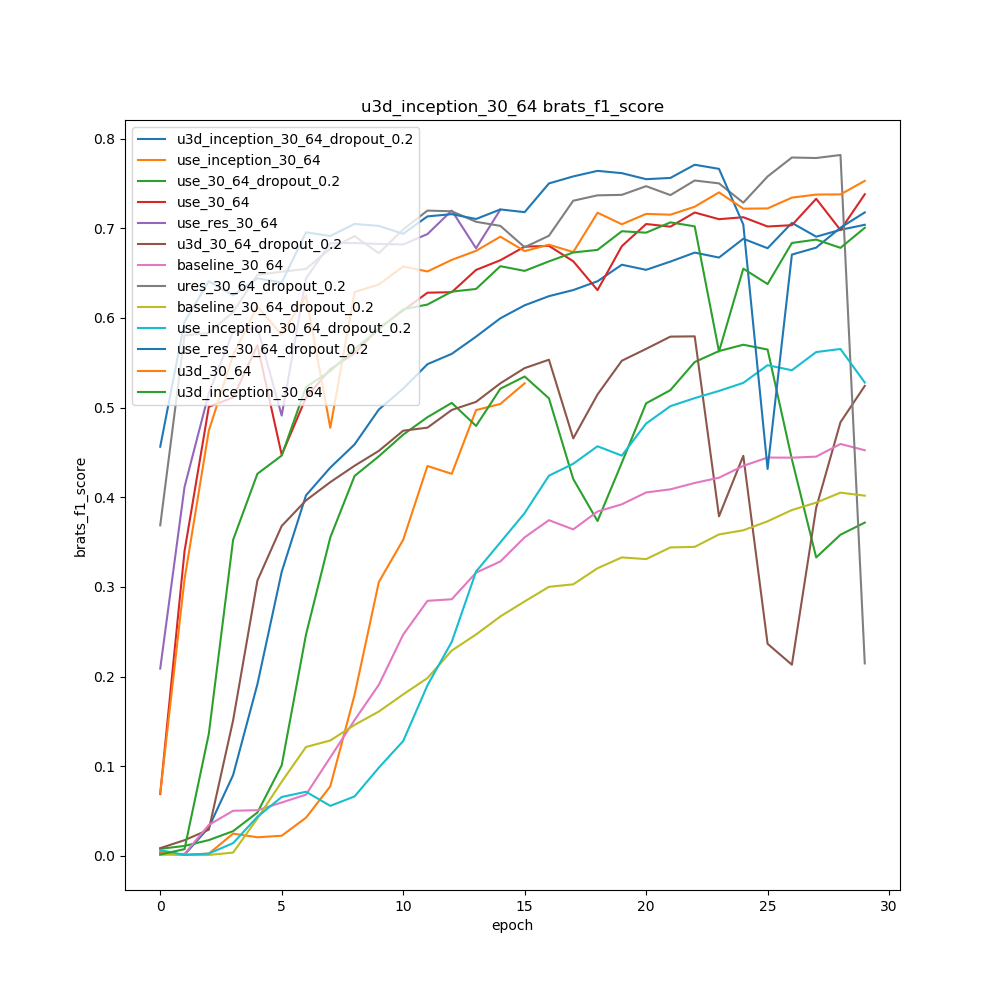 u3d_inception_30_64 brats_f1_score
u3d_inception_30_64_dropout_0.2
use_inception_30_64
use_30_64_dropout_0.2
use_30_64
use_res_30_64
u3d_30_64_dropout_0.2
baseline_30_64
ures_30_64_dropout_0.2
baseline_30_64_dropout_0.2
use_inception_30_64_dropout_0.2
use_res_30_64_dropout_0.2
u3d_30_64
u3d_inception_30_64
brats_f1_score
0.8
0.7
0.6
0.5
0.4
0.3
0.2
0.1
0.0
0 5 10 15 20 25 30
epoch